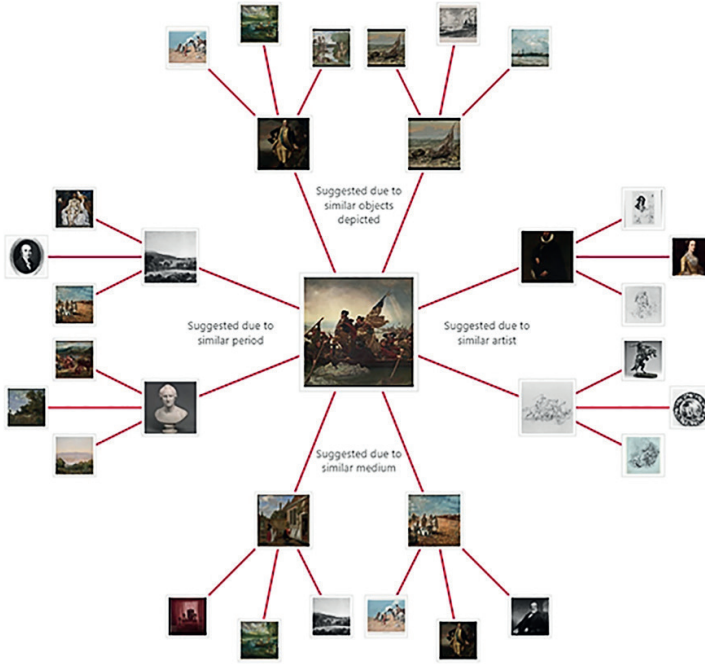 Suggested due to
similar objects
depicted
Suggested due to
similar period
Suggested due to
similar artist
Suggested due to
similar medium